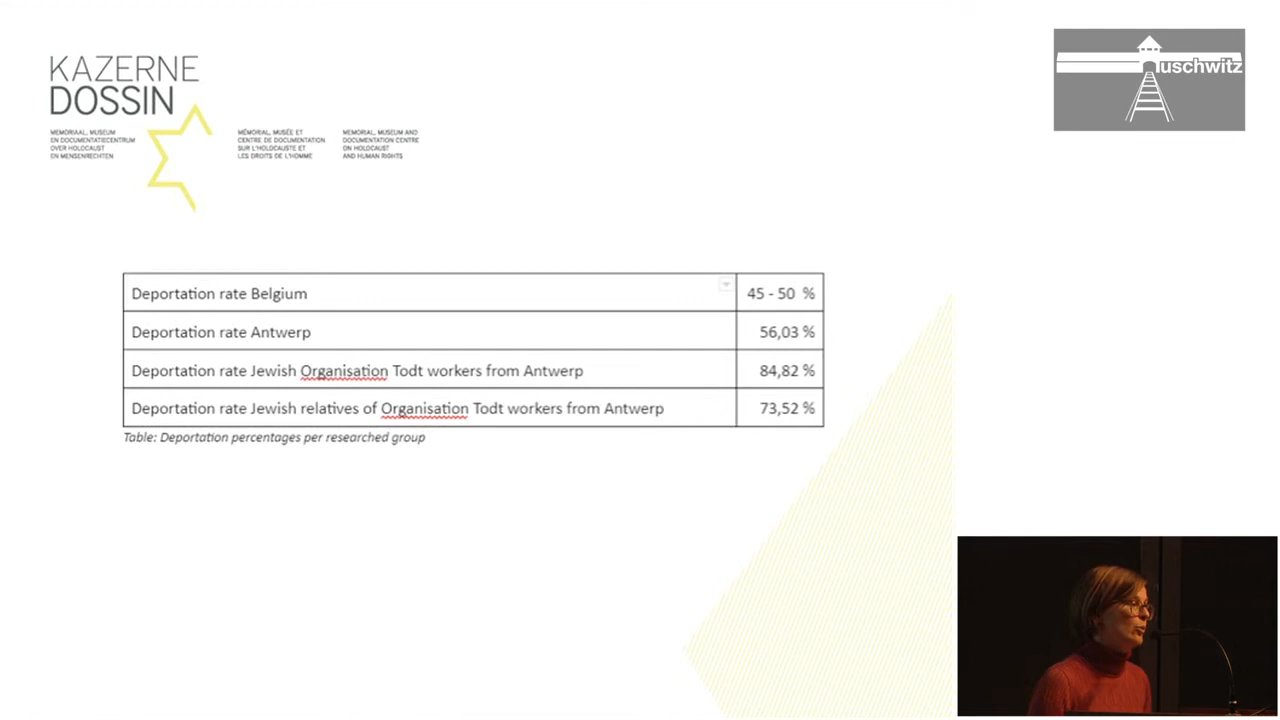 KAZERNE
DOSSIN
MEMORIAAL, MUSEUM
EN DOCUMENTATIECENTRUM
OVER HOLOCAUST
EN MENSENRECHTEN
MÉMORIAL, MUSÉE ET
CENTRE DE DOCUMENTATION
SUR L'HOLOCAUSTE ET
LES DROITS DE L'HOMME
MEMORIAL, MUSEUM AND
DOCUMENTATION CENTRE
ON HOLOCAUST
AND HUMAN RIGHTS
uschwitz
Deportation rate Belgium 45 - 50 %
Deportation rate Antwerp 56,03 %
Deportation rate Jewish Organisation Todt workers from Antwerp 84,82 %
Deportation rate Jewish relatives of Organisation Todt workers from Antwerp 73,52 %
Table: Deportation percentages per researched group